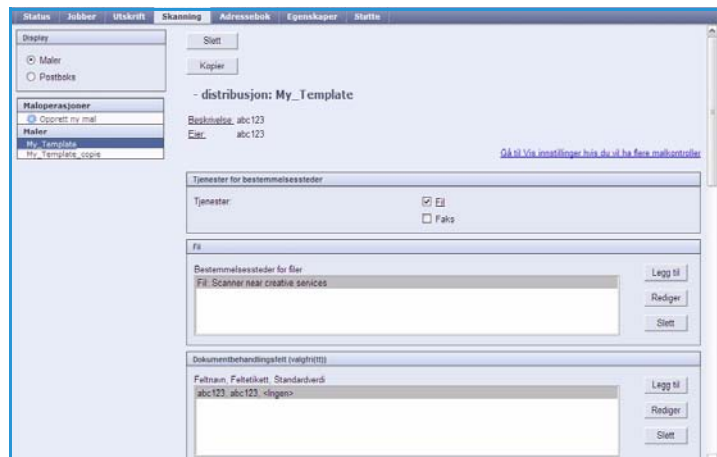 Status Jobber Utskrift Skanning Adressebok Egenskaper Støtte
Display
Maler
Postboks
Maloperasjoner
Opprett ny mal
Maler
My_Template
My_Template_copie
Slett
Kopier
- distribusjon: My_Template
Beskrivelse: abc123
Eier: abc123
Gå til Vis innstillinger hvis du vil ha flere malkontroller
Tjenester for bestemmelsessteder
Tjenester:
Fil
Faks
Fil
Bestemmelsessteder for filer
Fil: Scanner near creative services
Legg til
Rediger
Slett
Dokumentbehandlingsfelt (valgfri(tt))
Feltnavn, Feltetikett, Standardverdi
abc123, abc123, <Ingen>
Legg til
Rediger
Slett